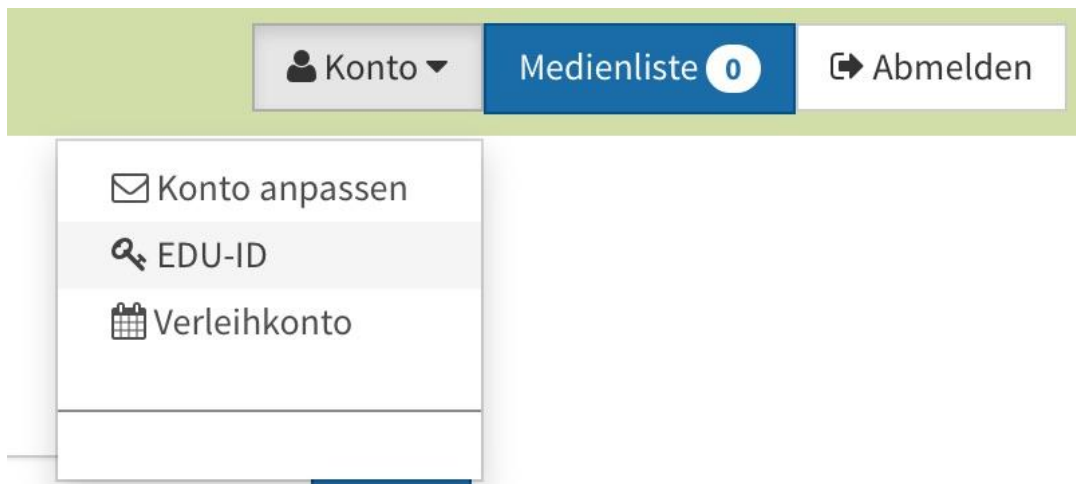 Konto
Medienliste 0
Abmelden
Konto anpassen
EDU-ID
Verleihkonto